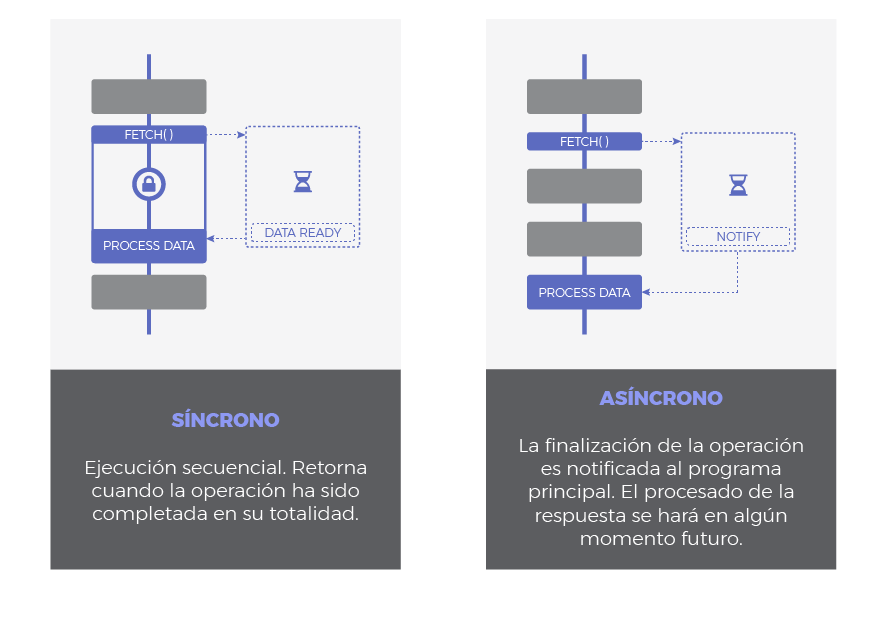 FETCH( )
DATA READY
PROCESS DATA
SÍNCRONO
Ejecución secuencial. Retorna
cuando la operación ha sido
completada en su totalidad.
FETCH( )
NOTIFY
PROCESS DATA
ASÍNCRONO
La finalización de la operación
es notificada al programa
principal. El procesado de la
respuesta se hará en algún
momento futuro.